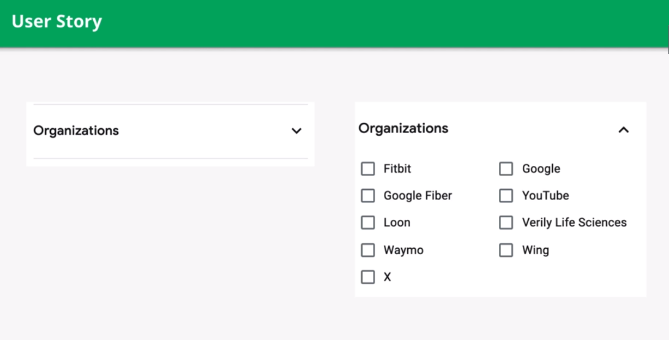 User Story
Organizations
Organizations
Fitbit
Google
Google Fiber
YouTube
Loon
Verily Life Sciences
Waymo
Wing
X